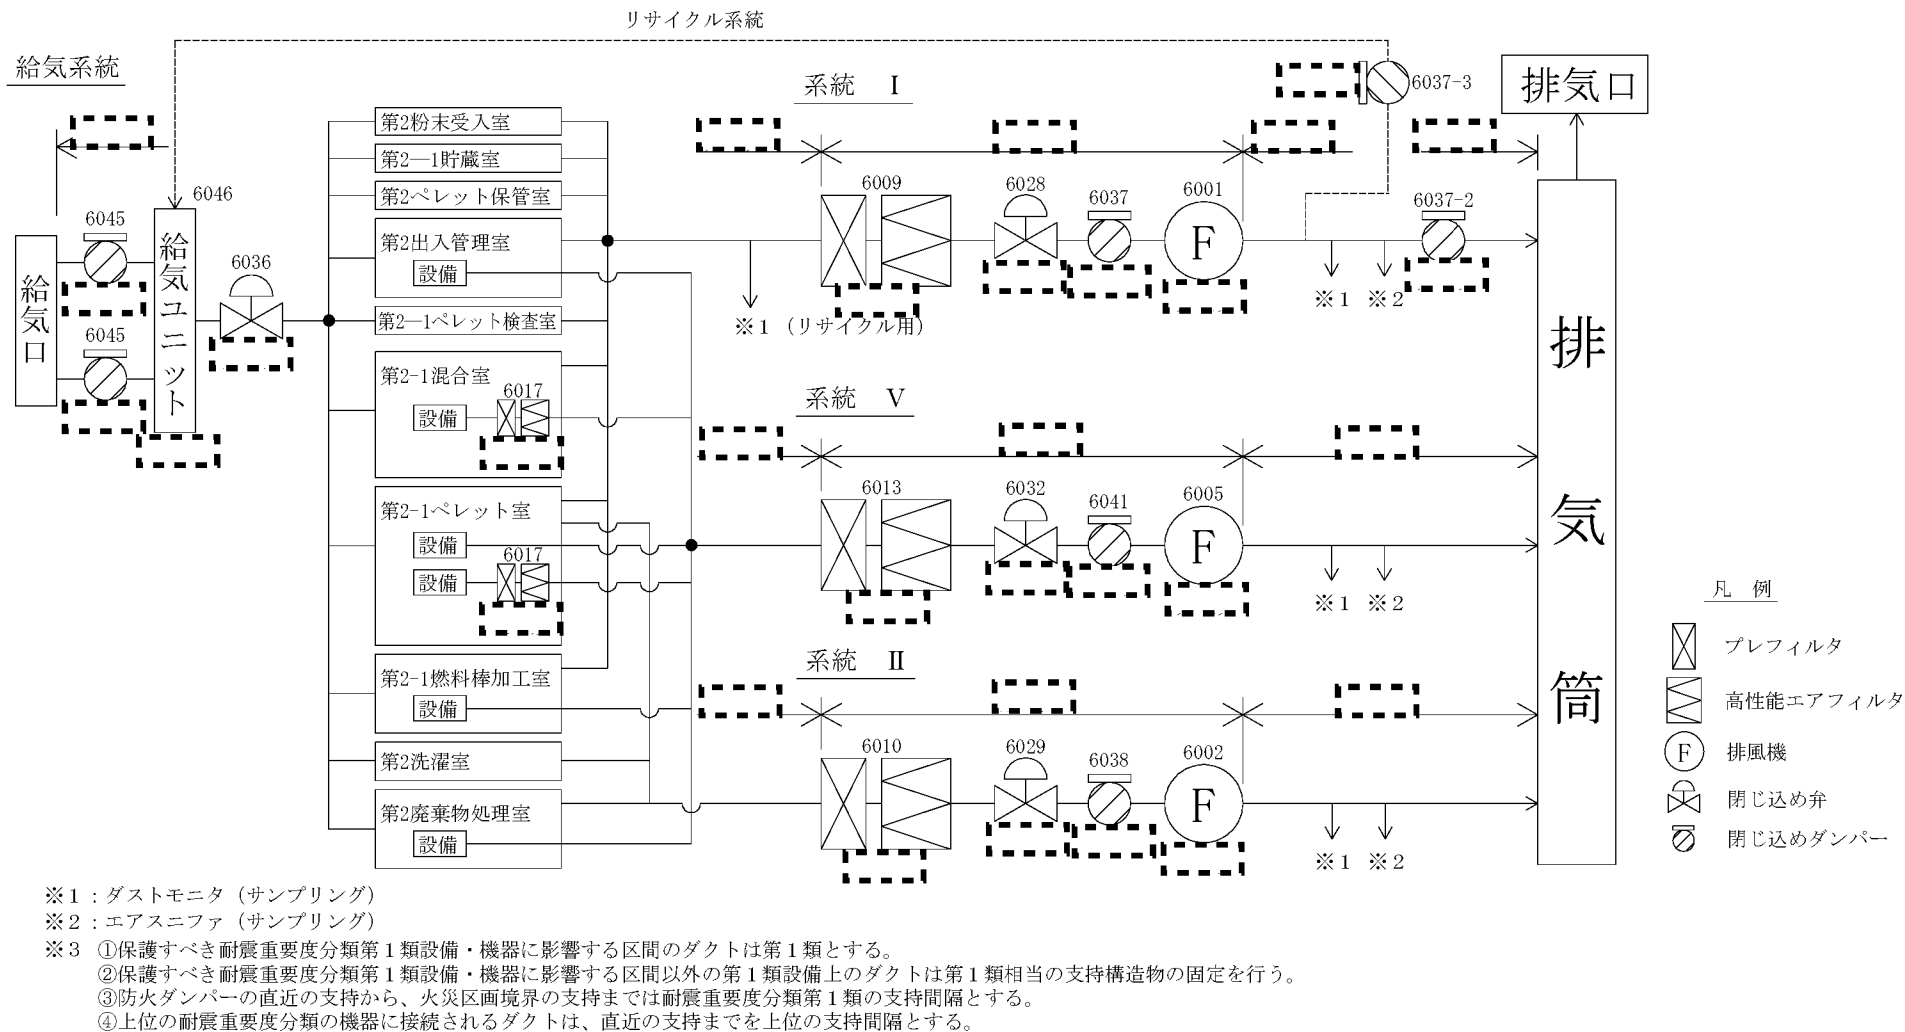 リサイクル系統
給気系統
系統　Ⅰ
6037-3
排気口
6046
6045
6045
給気口
給気ユニット
6036
第2粉末受入室
第2―1貯蔵室
第2ペレット保管室
第2出入管理室
設備
第2―1ペレット検査室
第2-1混合室
設備
6017
第2-1ペレット室
設備
設備
6017
第2-1燃料棒加工室
設備
第2洗濯室
第2廃棄物処理室
設備
6009
6028
6037
6001
6037-2
F
※１（リサイクル用）
※１
※２
系統　Ⅴ
6013
6032
6041
6005
F
※１
※２
系統　Ⅱ
6010
6029
6038
6002
F
※１
※２
排気筒
凡　例
プレフィルタ
高性能エアフィルタ
F 排風機
閉じ込め弁
閉じ込めダンパー
※１：ダストモニタ（サンプリング）
※２：エアスニファ（サンプリング）
※３　①保護すべき耐震重要度分類第１類設備・機器に影響する区間のダクトは第１類とする。
②保護すべき耐震重要度分類第１類設備・機器に影響する区間以外の第１類設備上のダクトは第１類相当の支持構造物の固定を行う。
③防火ダンパーの直近の支持から、火災区画境界の支持までは耐震重要度分類第１類の支持間隔とする。
④上位の耐震重要度分類の機器に接続されるダクトは、直近の支持までを上位の支持間隔とする。